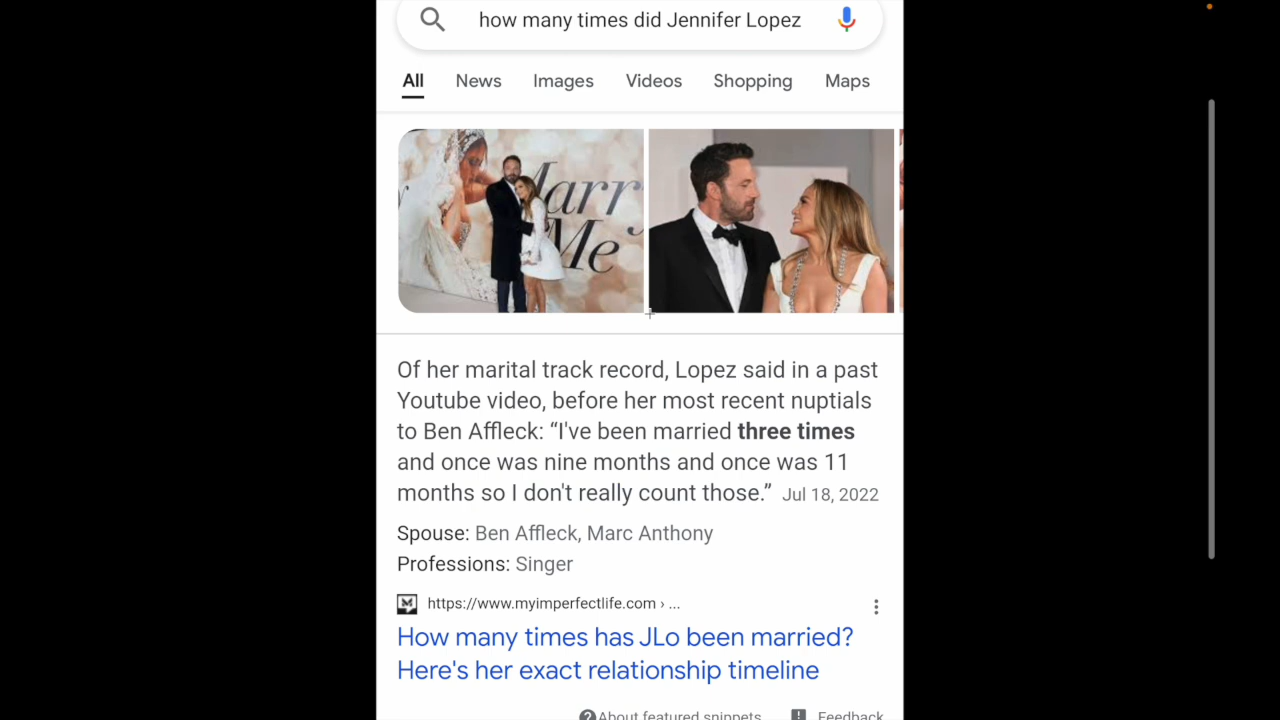 how many times did Jennifer Lopez
All News Images Videos Shopping Maps
Marry
Me
Of her marital track record, Lopez said in a past
Youtube video, before her most recent nuptials
to Ben Affleck: “I've been married three times
and once was nine months and once was 11
months so I don't really count those.” Jul 18, 2022
Spouse: Ben Affleck, Marc Anthony
Professions: Singer
https://www.myimperfectlife.com › ...
How many times has JLo been married?
Here's her exact relationship timeline
About featured snippets Feedback